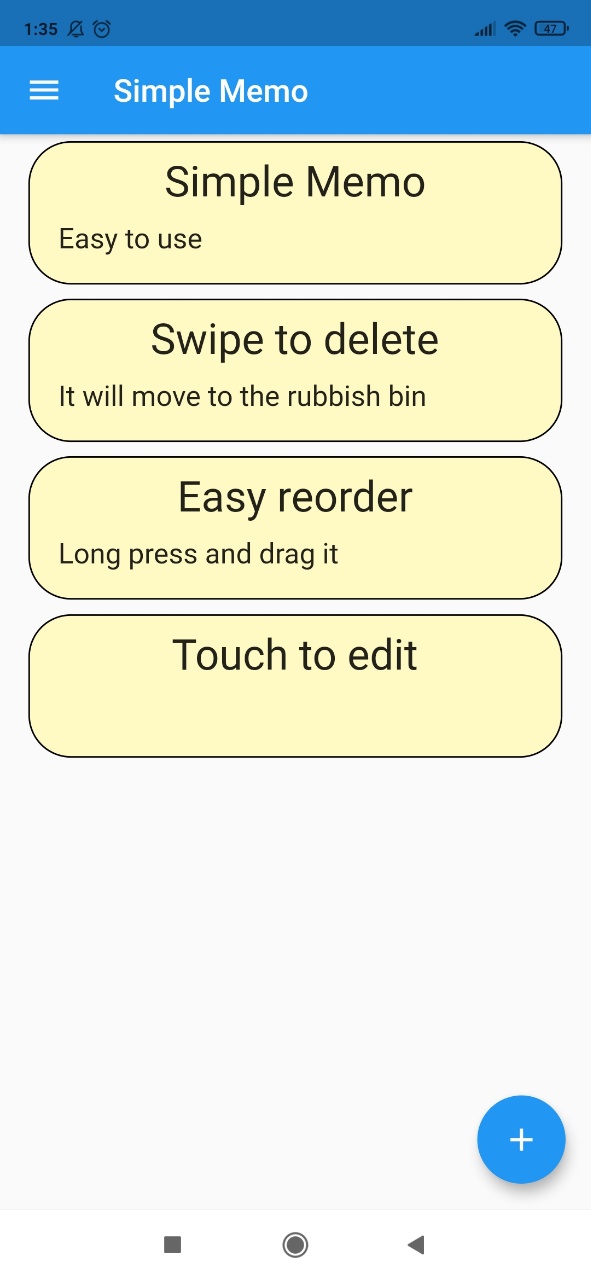 1:35
47
Simple Memo
Simple Memo
Easy to use
Swipe to delete
It will move to the rubbish bin
Easy reorder
Long press and drag it
Touch to edit